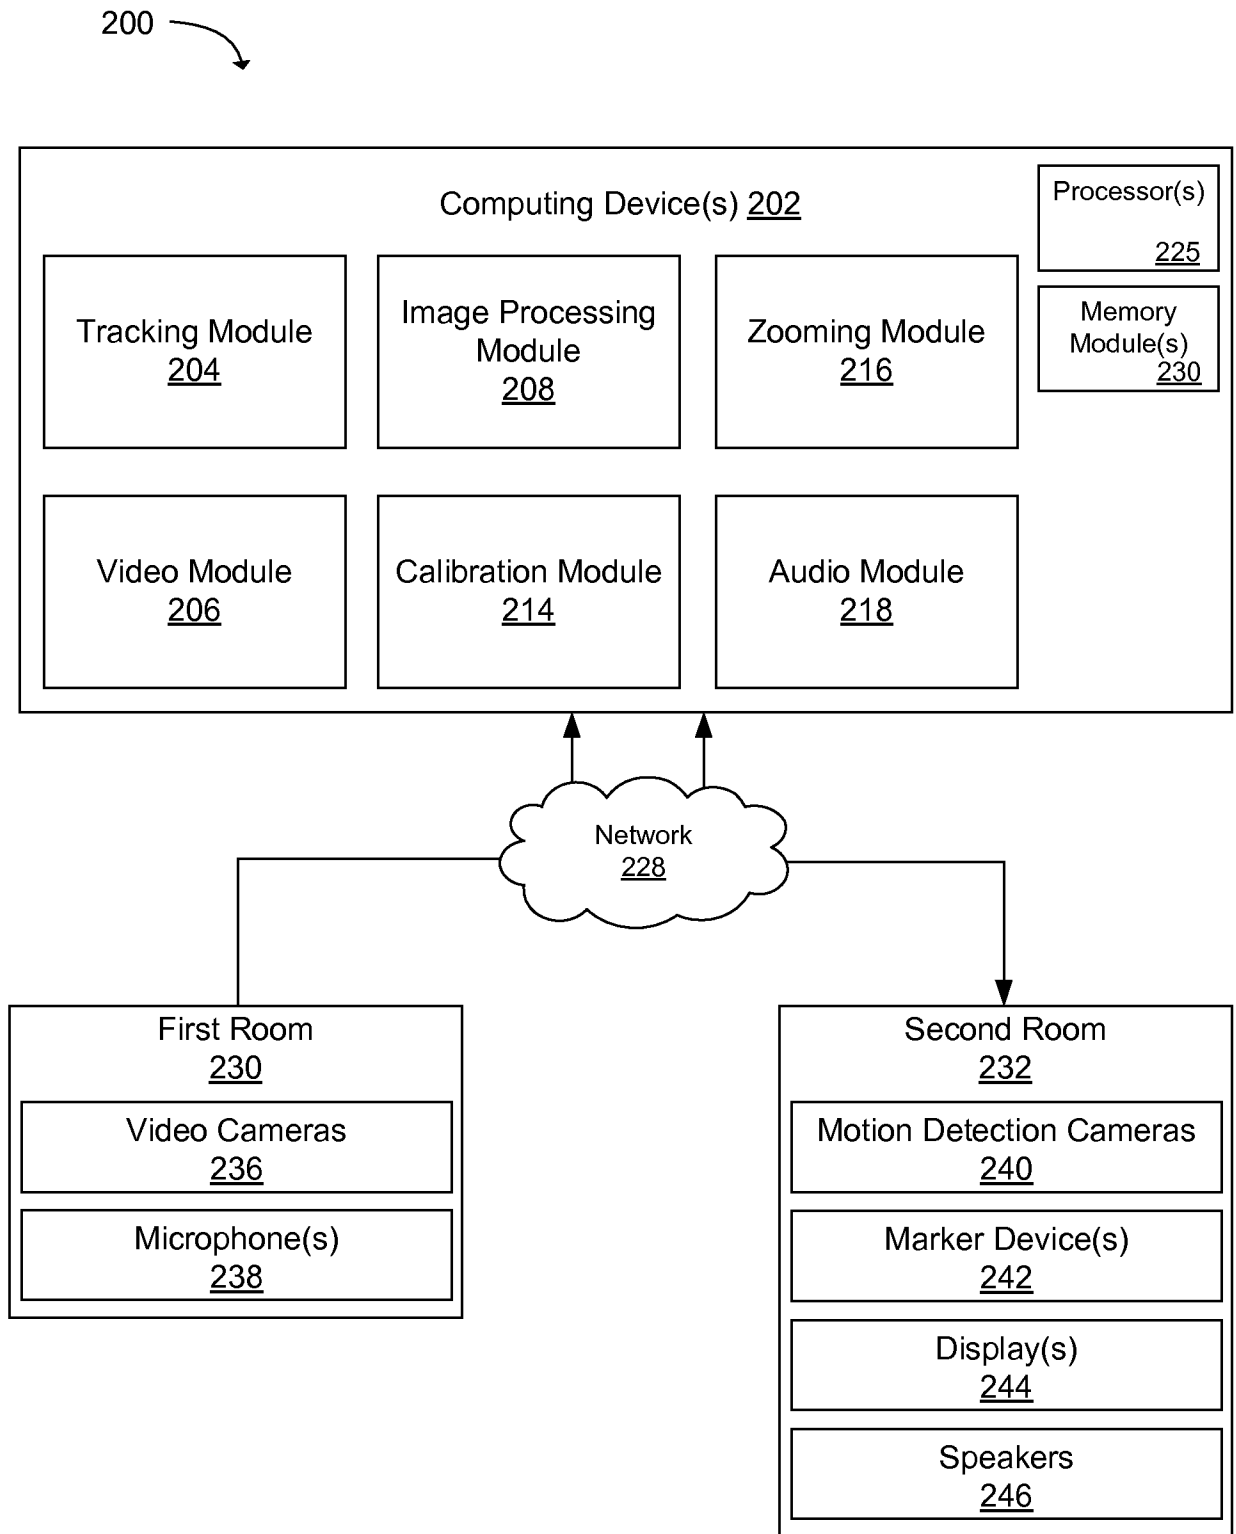 200
Computing Device(s) 202
Processor(s)
225
Memory
Module(s)
230
Tracking Module
204
Image Processing
Module
208
Zooming Module
216
Video Module
206
Calibration Module
214
Audio Module
218
Network
228
First Room
230
Video Cameras
236
Microphone(s)
238
Second Room
232
Motion Detection Cameras
240
Marker Device(s)
242
Display(s)
244
Speakers
246